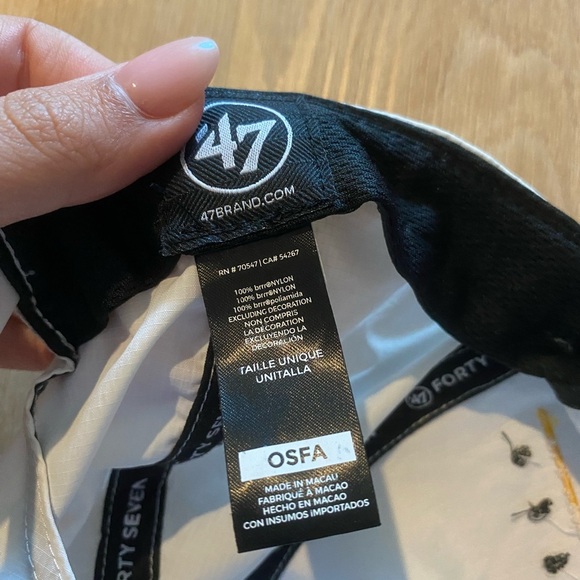 '47
47BRAND.COM
RN # 70547 | CA# 54267
100% brrr®NYLON
100% brrr®NYLON
100% brrr®poliamida
EXCLUDING DECORATION
NON COMPRIS
LA DECORATION
EXCLUYENDO LA
DECORACIÓN
TAILLE UNIQUE
UNITALLA
OSFA
MADE IN MACAU
FABRIQUÉ À MACAO
HECHO EN MACAO
CON INSUMOS IMPORTADOS
47 FORTY
FORTY SEVEN